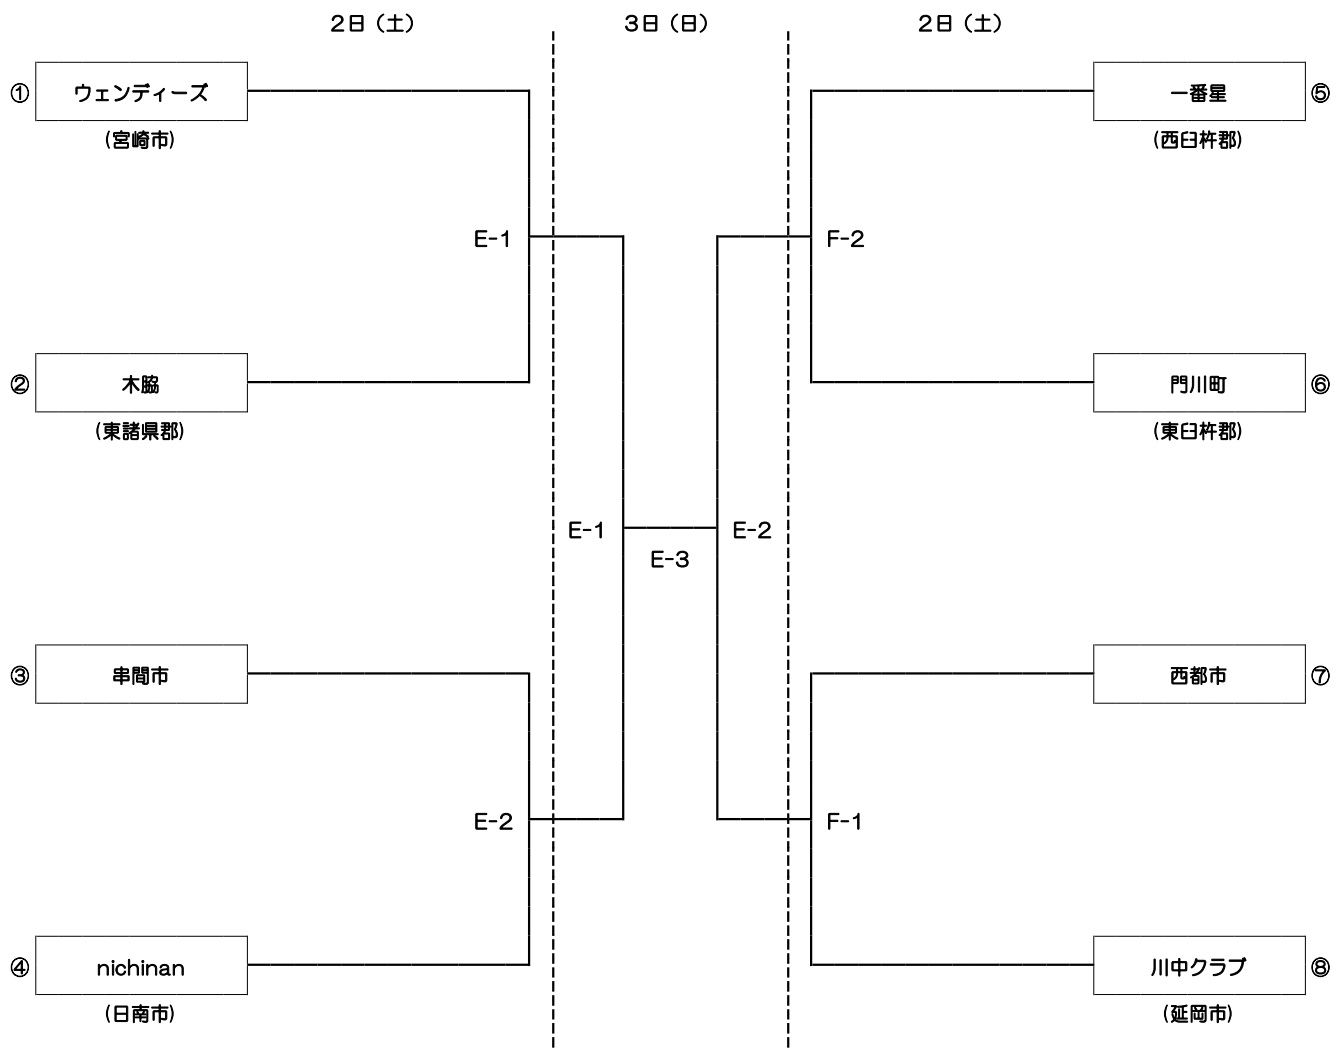 2日（土） 3日（日） 2日（土）
① ウェンディーズ 一番星 ⑤
(宮崎市) (西臼杵郡)
E-1 F-2
② 木脇 門川町 ⑥
(東諸県郡) (東臼杵郡)
E-1 E-2
E-3
③ 串間市 西都市 ⑦
E-2 F-1
④ nichinan 川中クラブ ⑧
(日南市) (延岡市)